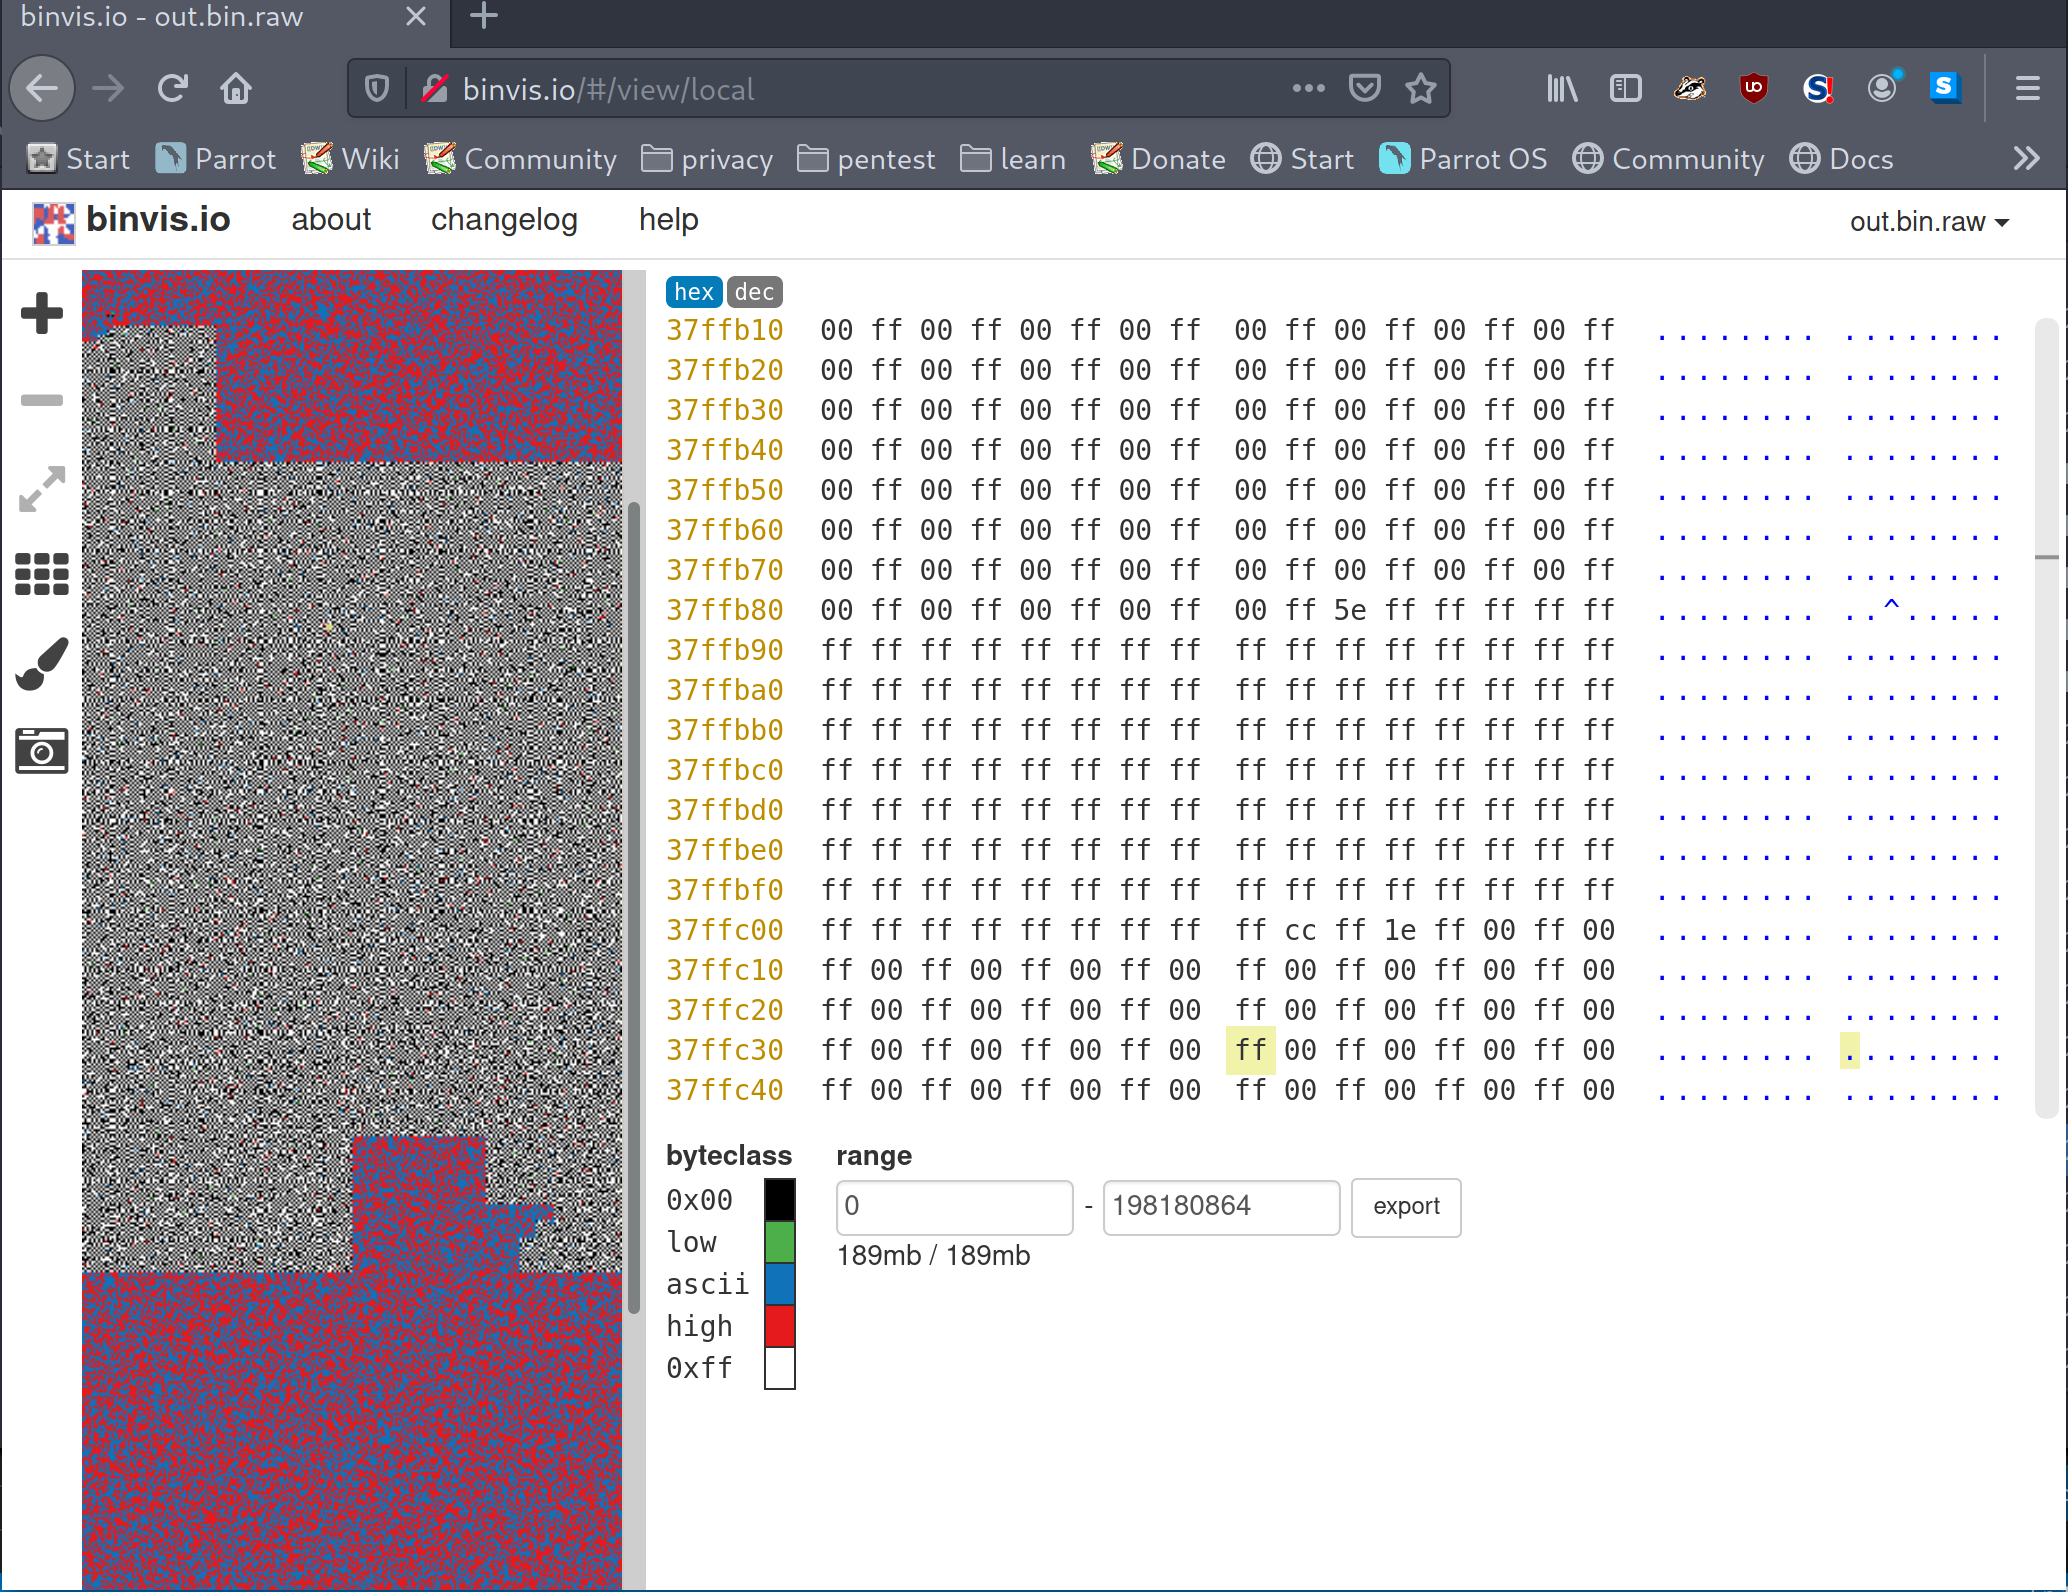 binvis.io - out.bin.raw
binvis.io/#/view/local
Start Parrot Wiki Community privacy pentest learn Donate Start Parrot OS Community Docs
binvis.io about changelog help out.bin.raw
hex dec
37ffb10 00 ff 00 ff 00 ff 00 ff 00 ff 00 ff 00 ff 00 ff ........ ........
37ffb20 00 ff 00 ff 00 ff 00 ff 00 ff 00 ff 00 ff 00 ff ........ ........
37ffb30 00 ff 00 ff 00 ff 00 ff 00 ff 00 ff 00 ff 00 ff ........ ........
37ffb40 00 ff 00 ff 00 ff 00 ff 00 ff 00 ff 00 ff 00 ff ........ ........
37ffb50 00 ff 00 ff 00 ff 00 ff 00 ff 00 ff 00 ff 00 ff ........ ........
37ffb60 00 ff 00 ff 00 ff 00 ff 00 ff 00 ff 00 ff 00 ff ........ ........
37ffb70 00 ff 00 ff 00 ff 00 ff 00 ff 00 ff 00 ff 00 ff ........ ........
37ffb80 00 ff 00 ff 00 ff 00 ff 00 ff 5e ff ff ff ff ff ........ ..^.....
37ffb90 ff ff ff ff ff ff ff ff ff ff ff ff ff ff ff ff ........ ........
37ffba0 ff ff ff ff ff ff ff ff ff ff ff ff ff ff ff ff ........ ........
37ffbb0 ff ff ff ff ff ff ff ff ff ff ff ff ff ff ff ff ........ ........
37ffbc0 ff ff ff ff ff ff ff ff ff ff ff ff ff ff ff ff ........ ........
37ffbd0 ff ff ff ff ff ff ff ff ff ff ff ff ff ff ff ff ........ ........
37ffbe0 ff ff ff ff ff ff ff ff ff ff ff ff ff ff ff ff ........ ........
37ffbf0 ff ff ff ff ff ff ff ff ff ff ff ff ff ff ff ff ........ ........
37ffc00 ff ff ff ff ff ff ff ff ff cc ff 1e ff 00 ff 00 ........ ........
37ffc10 ff 00 ff 00 ff 00 ff 00 ff 00 ff 00 ff 00 ff 00 ........ ........
37ffc20 ff 00 ff 00 ff 00 ff 00 ff 00 ff 00 ff 00 ff 00 ........ ........
37ffc30 ff 00 ff 00 ff 00 ff 00 ff 00 ff 00 ff 00 ff 00 ........ ........
37ffc40 ff 00 ff 00 ff 00 ff 00 ff 00 ff 00 ff 00 ff 00 ........ ........
byteclass range
0x00 0 - 198180864 export
low 189mb / 189mb
ascii
high
0xff